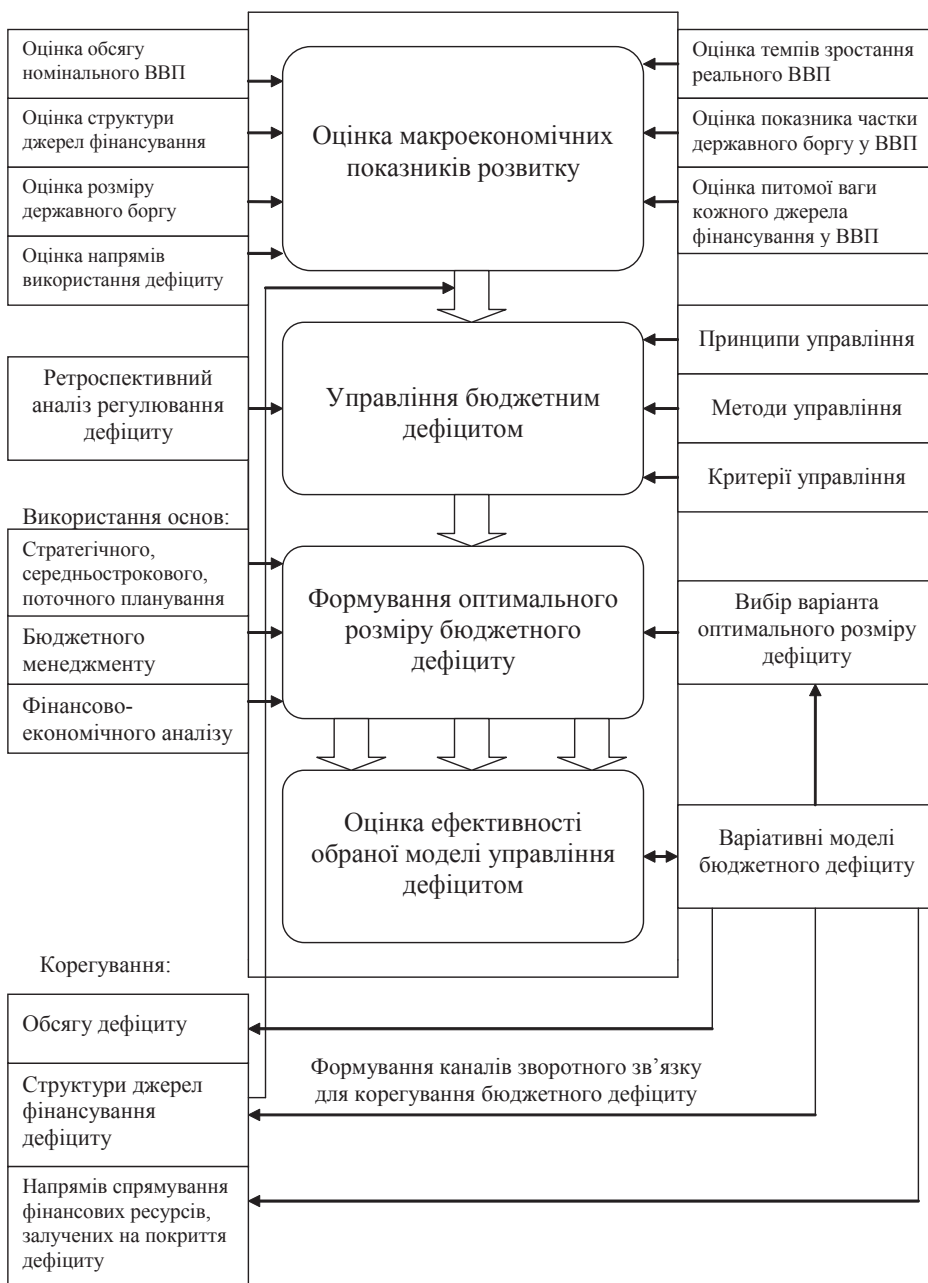 Оцінка обсягу
номінального ВВП
Оцінка структури
джерел фінансування
Оцінка розміру
державного боргу
Оцінка напрямів
використання дефіциту
Оцінка макроекономічних
показників розвитку
Оцінка темпів зростання
реального ВВП
Оцінка показника частки
державного боргу у ВВП
Оцінка питомої ваги
кожного джерела
фінансування у ВВП
Ретроспективний
аналіз регулювання
дефіциту
Управління бюджетним
дефіцитом
Принципи управління
Методи управління
Критерії управління
Використання основ:
Стратегічного,
середньострокового,
поточного планування
Бюджетного
менеджменту
Фінансово-
економічного аналізу
Формування оптимального
розміру бюджетного
дефіциту
Вибір варіанта
оптимального розміру
дефіциту
Оцінка ефективності
обраної моделі управління
дефіцитом
Варіативні моделі
бюджетного дефіциту
Корегування:
Обсягу дефіциту
Структури джерел
фінансування
дефіциту
Напрямів спрямування
фінансових ресурсів,
залучених на покриття
дефіциту
Формування каналів зворотного зв’язку
для корегування бюджетного дефіциту